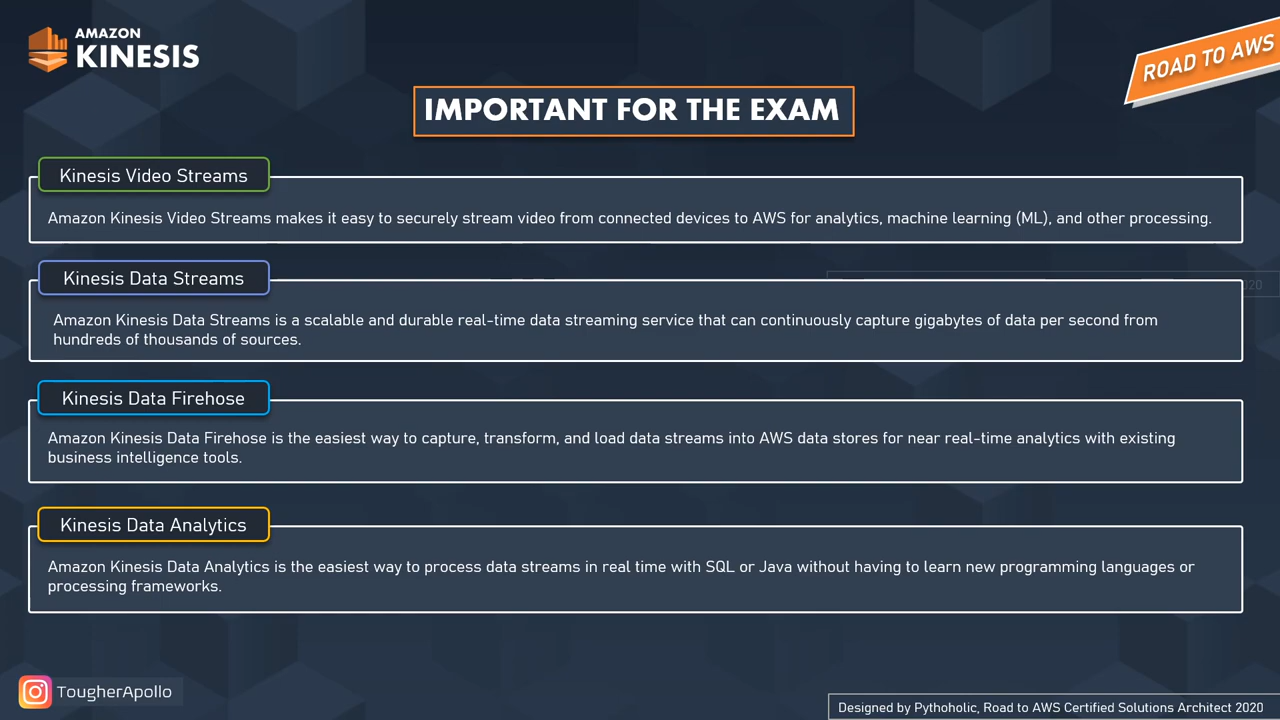 AMAZON
KINESIS
ROAD TO AWS
IMPORTANT FOR THE EXAM
Kinesis Video Streams
Amazon Kinesis Video Streams makes it easy to securely stream video from connected devices to AWS for analytics, machine learning (ML), and other processing.
Kinesis Data Streams
020
Amazon Kinesis Data Streams is a scalable and durable real-time data streaming service that can continuously capture gigabytes of data per second from
hundreds of thousands of sources.
Kinesis Data Firehose
Amazon Kinesis Data Firehose is the easiest way to capture, transform, and load data streams into AWS data stores for near real-time analytics with existing
business intelligence tools.
Kinesis Data Analytics
Amazon Kinesis Data Analytics is the easiest way to process data streams in real time with SQL or Java without having to learn new programming languages or
processing frameworks.
TougherApollo
Designed by Pythoholic, Road to AWS Certified Solutions Architect 2020